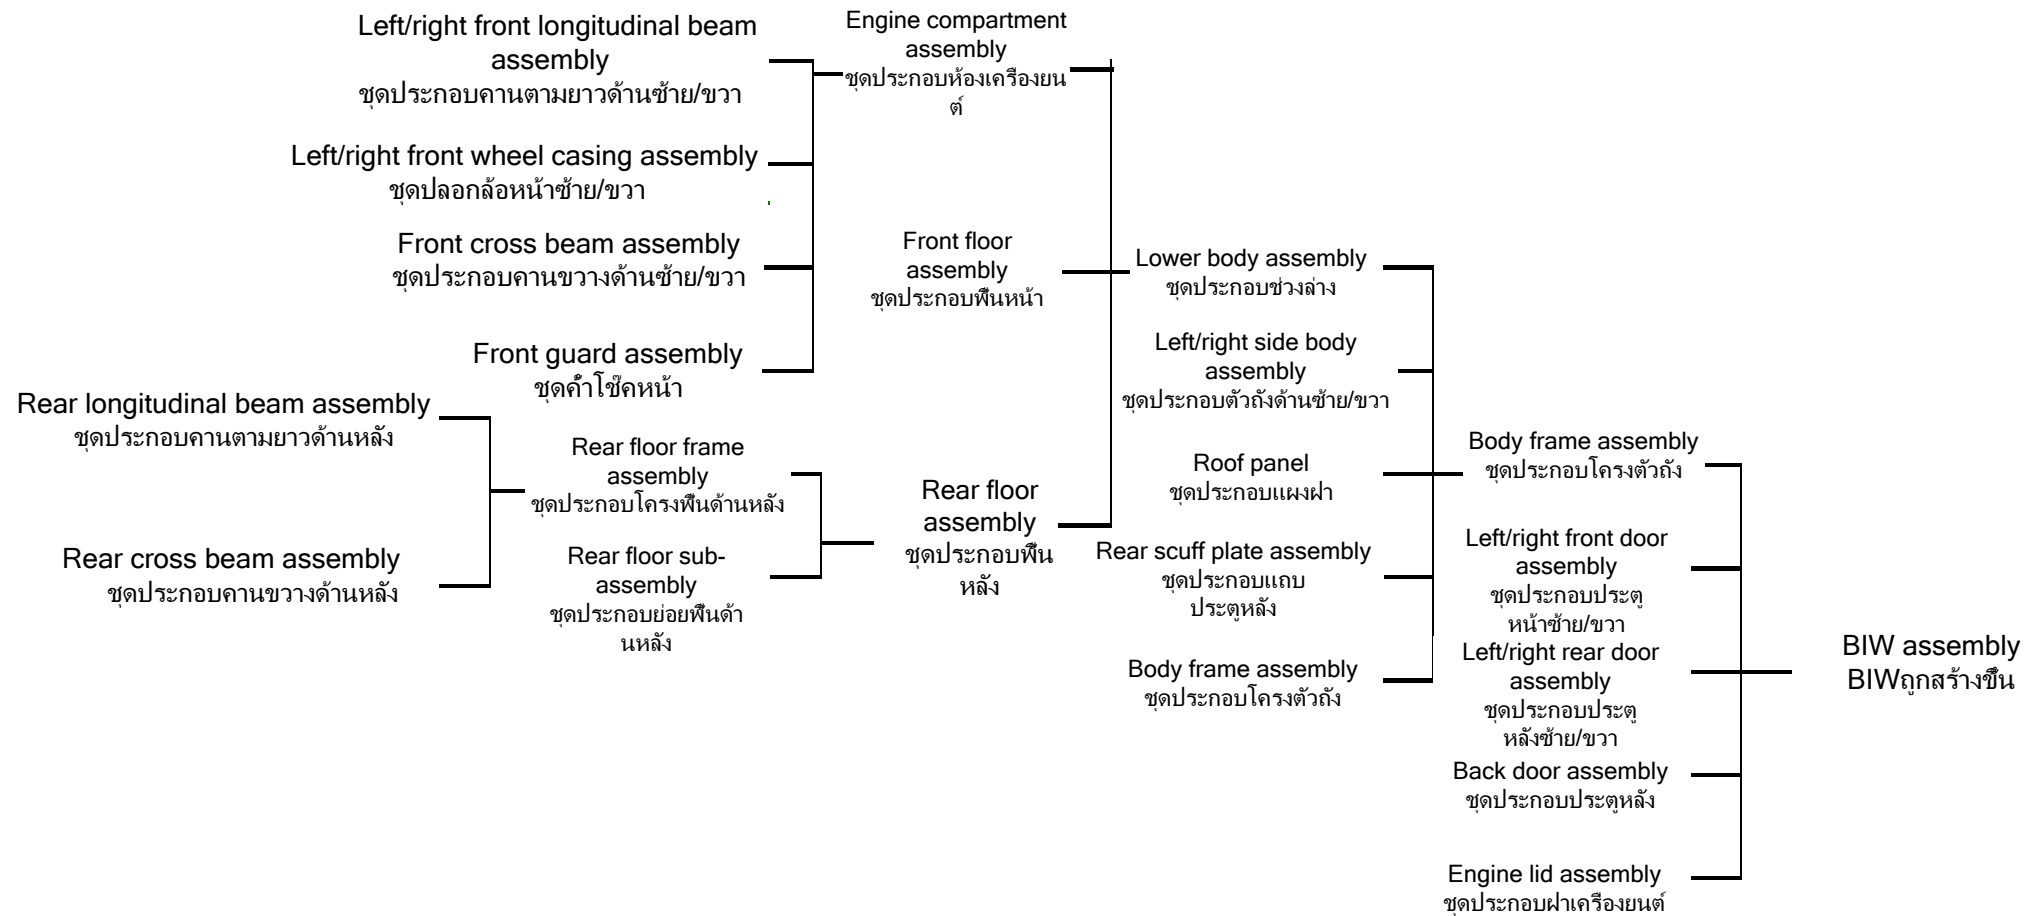 Left/right front longitudinal beam
assembly
ชุดประกอบคานตามยาวด้านซ้าย/ขวา
Engine compartment
assembly
ชุดประกอบห้องเครื่องยน
ต์
Left/right front wheel casing assembly
ชุดปลอกล้อหน้าซ้าย/ขวา
Front cross beam assembly
ชุดประกอบคานขวางด้านซ้าย/ขวา
Front floor
assembly
ชุดประกอบพื้นหน้า
Lower body assembly
ชุดประกอบช่วงล่าง
Front guard assembly
ชุดค้ำโช๊คหน้า
Left/right side body
assembly
ชุดประกอบตัวถังด้านซ้าย/ขวา
Rear longitudinal beam assembly
ชุดประกอบคานตามยาวด้านหลัง
Rear floor frame
assembly
ชุดประกอบโครงพื้นด้านหลัง
Rear floor
assembly
ชุดประกอบพื้น
หลัง
Roof panel
ชุดประกอบแผงฝา
Body frame assembly
ชุดประกอบโครงตัวถัง
Rear cross beam assembly
ชุดประกอบคานขวางด้านหลัง
Rear floor sub-
assembly
ชุดประกอบย่อยพื้นด้า
นหลัง
Rear scuff plate assembly
ชุดประกอบแถบ
ประตูหลัง
Left/right front door
assembly
ชุดประกอบประตู
หน้าซ้าย/ขวา
Body frame assembly
ชุดประกอบโครงตัวถัง
Left/right rear door
assembly
ชุดประกอบประตู
หลังซ้าย/ขวา
BIW assembly
BIWถูกสร้างขึ้น
Back door assembly
ชุดประกอบประตูหลัง
Engine lid assembly
ชุดประกอบฝาเครื่องยนต์